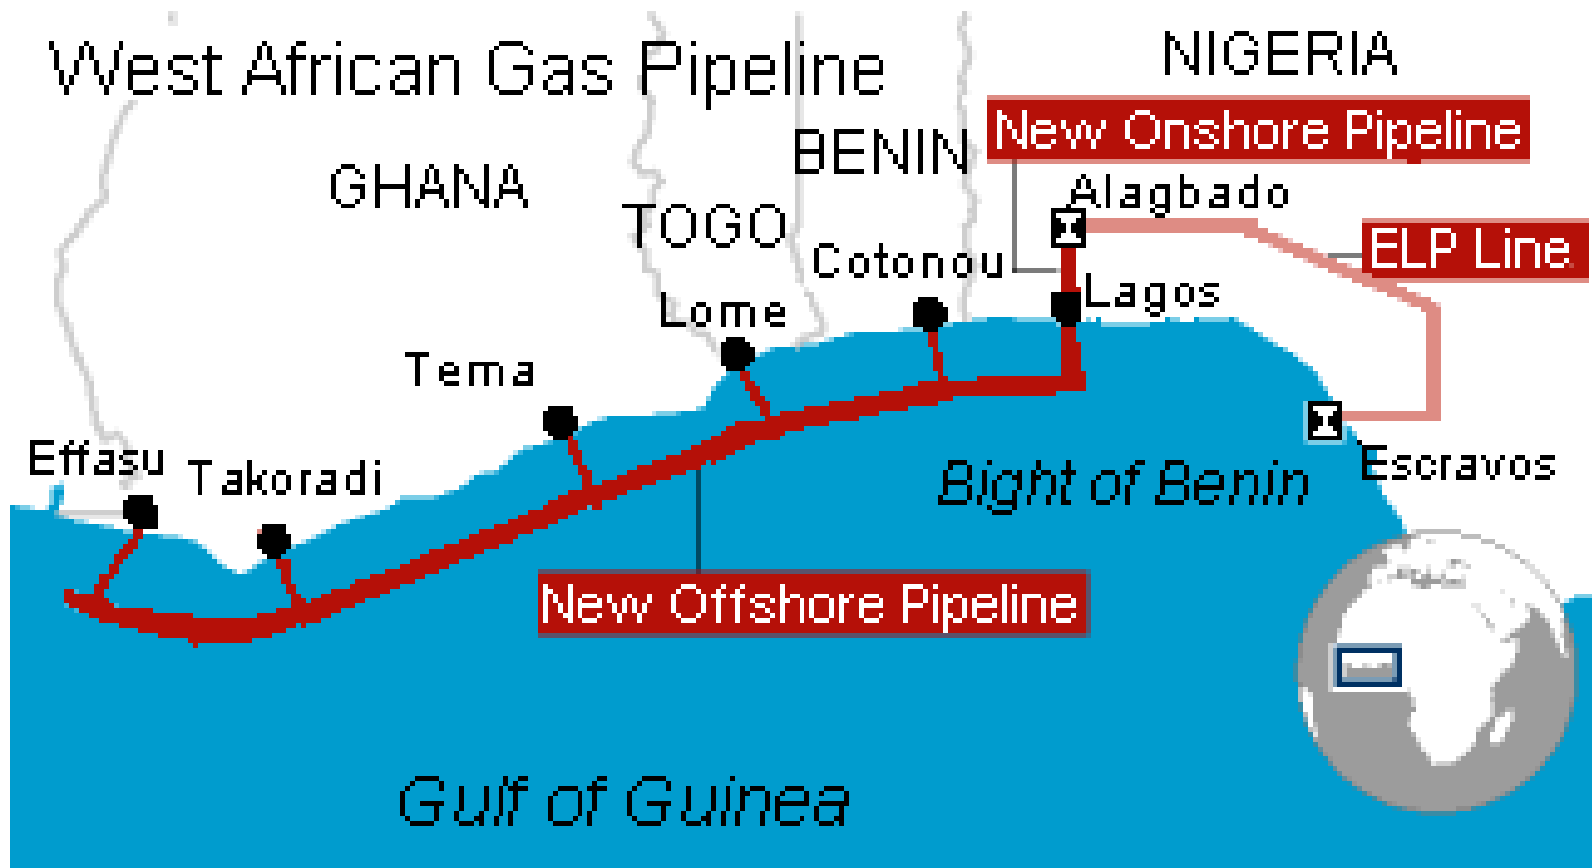 West African Gas Pipeline
NIGERIA
New Onshore Pipeline
BENIN
GHANA
Alagbado
TOGO
ELP Line
Cotonou
Lagos
Lome
Tema
Effasu
Takoradi
Bight of Benin
Escravos
New Offshore Pipeline
Gulf of Guinea